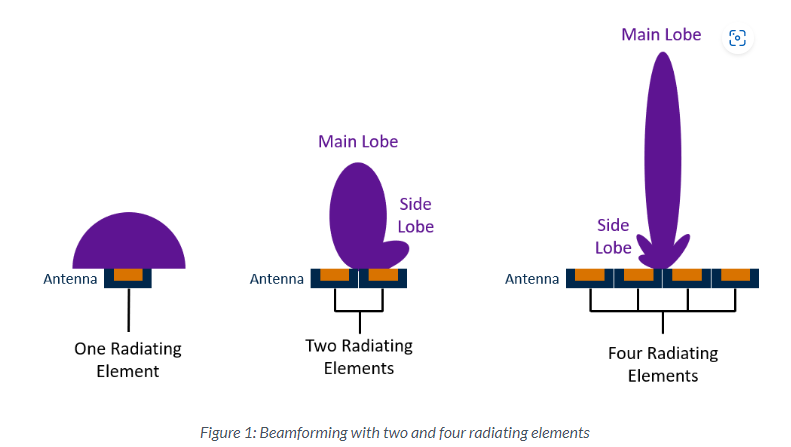 Main Lobe
Main Lobe
Side
Lobe
Side
Lobe
Antenna
Antenna
Antenna
One Radiating
Element
Two Radiating
Elements
Four Radiating
Elements
Figure 1: Beamforming with two and four radiating elements